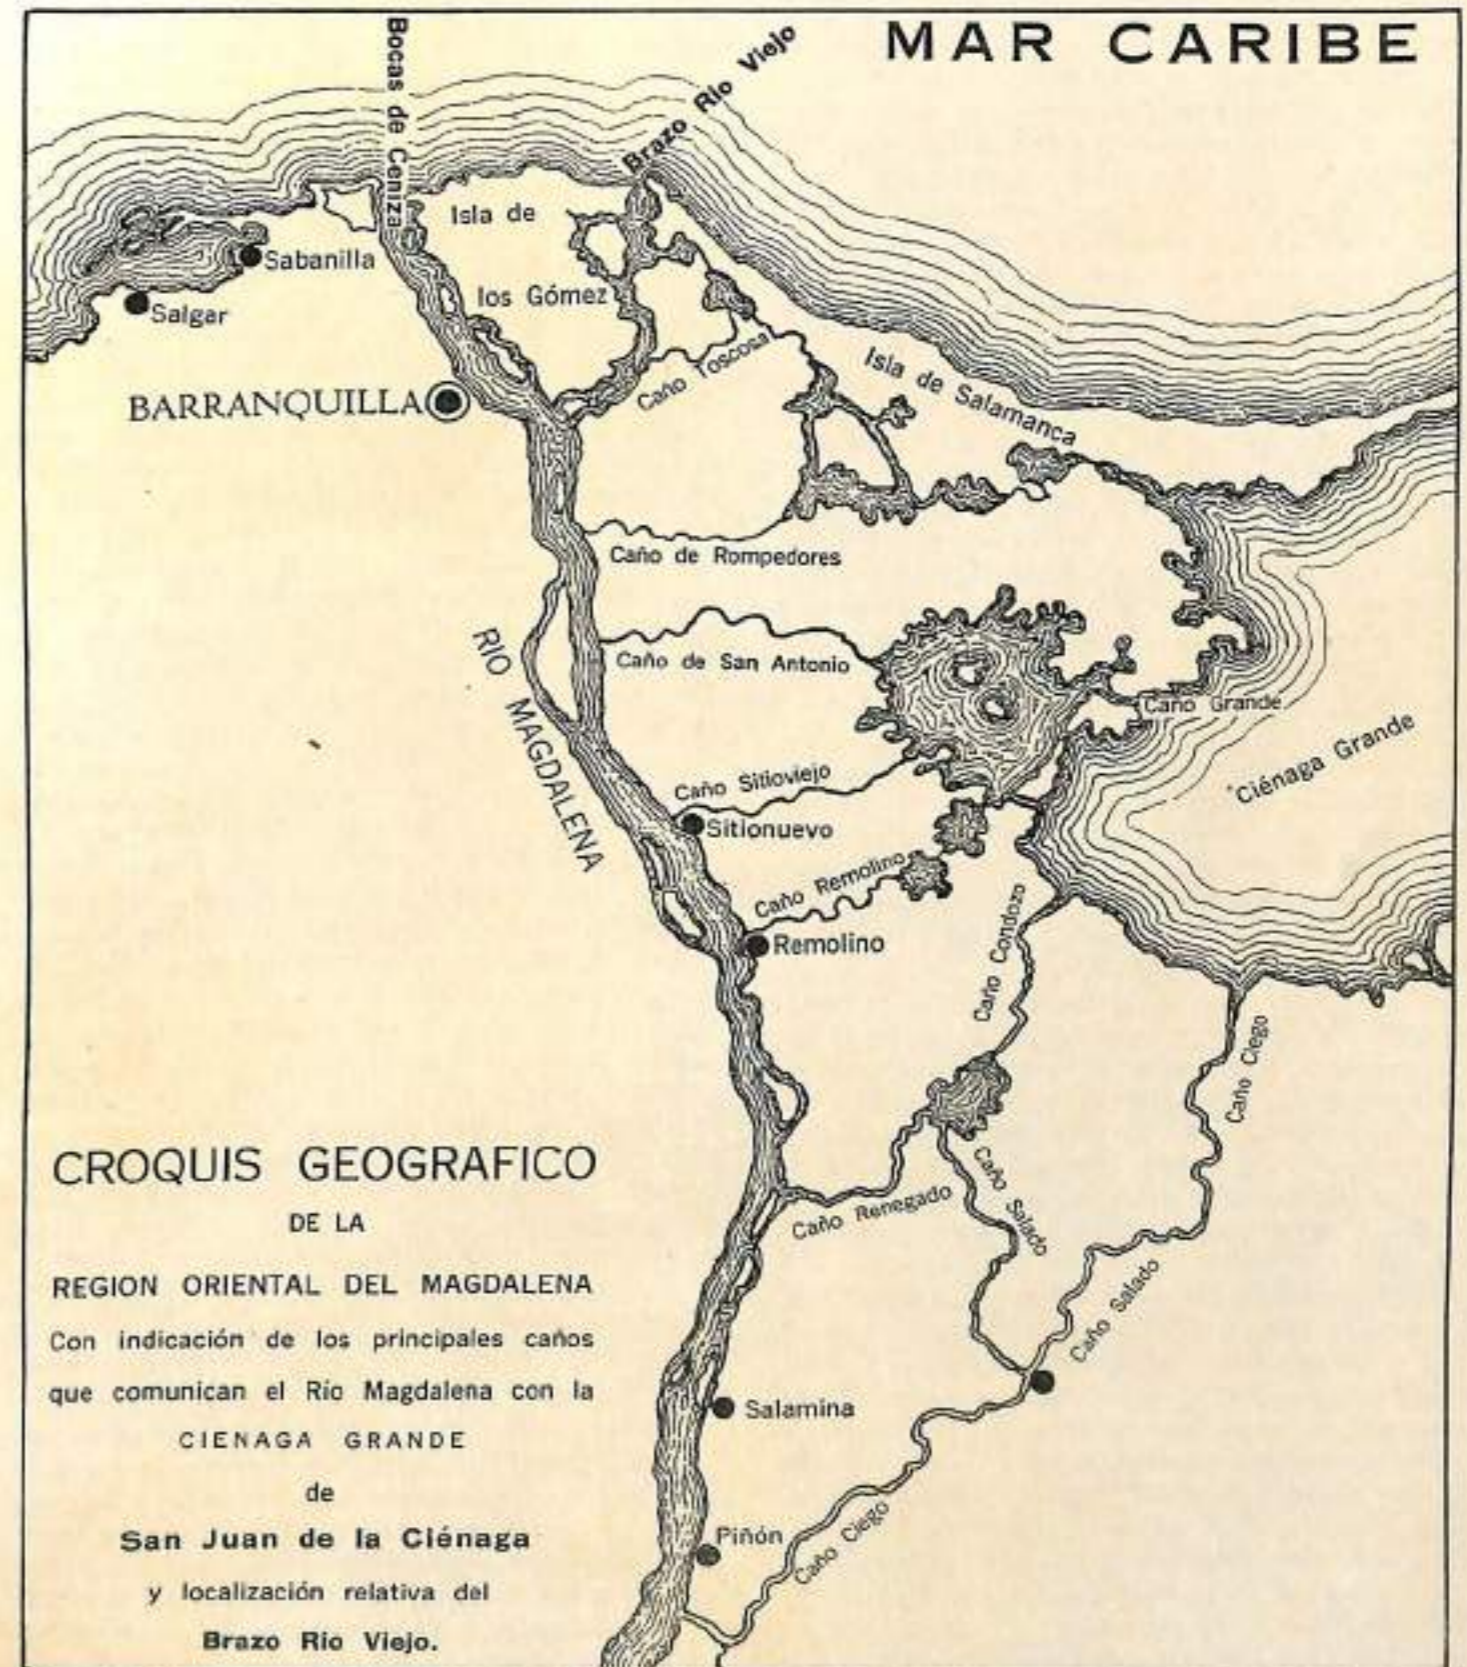 MAR CARIBE
Bocas de Ceniza
Brazo Rio Viejo
Isla de
los Gómez
Sabanilla
Salgar
BARRANQUILLA
Caño Toscosa
Isla de Salamanca
Caño de Rompedores
Caño de San Antonio
RIO MAGDALENA
Caño Grande
Ciénaga Grande
Caño Sitioviejo
Sitionuevo
Caño Remolino
Remolino
Caño Condozo
Caño Ciego
Caño Renegado
Caño Salado
Caño Salado
Salamina
Piñón
Caño Ciego
CROQUIS GEOGRAFICO
DE LA
REGION ORIENTAL DEL MAGDALENA
Con indicación de los principales caños
que comunican el Río Magdalena con la
CIENAGA GRANDE
de
San Juan de la Ciénaga
y localización relativa del
Brazo Rio Viejo.